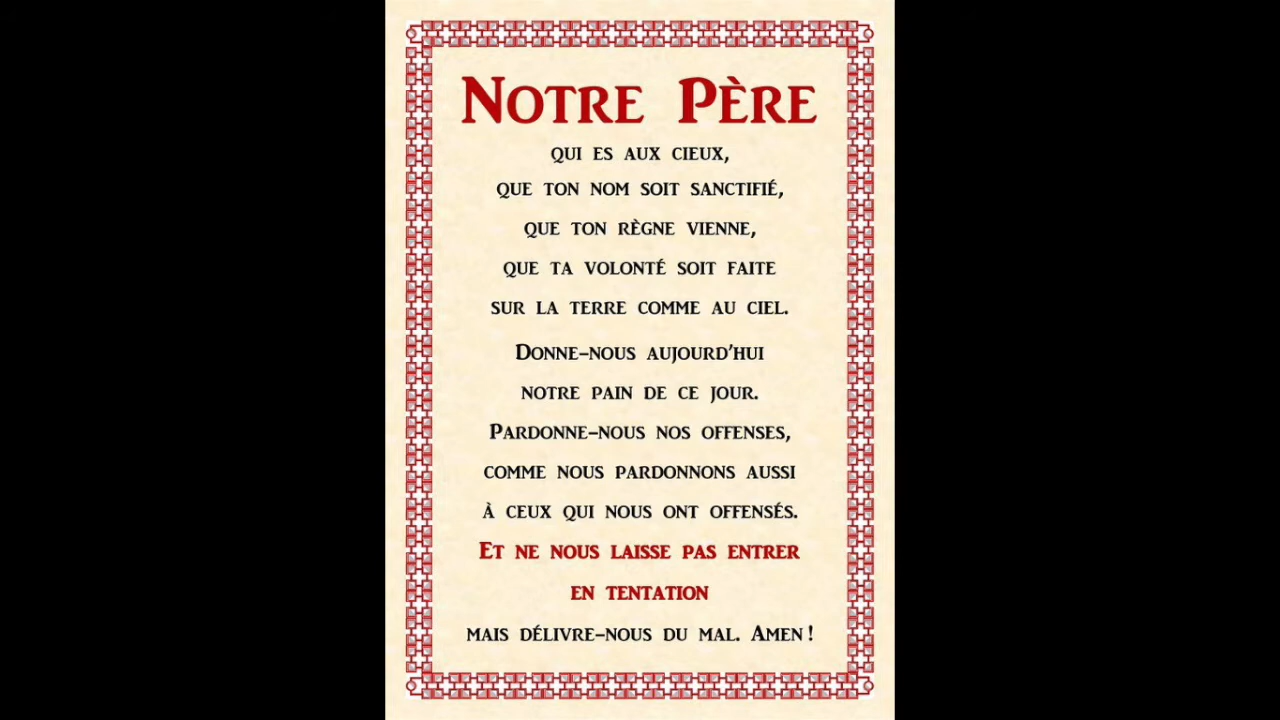 Notre Père
qui es aux cieux,
que ton nom soit sanctifié,
que ton règne vienne,
que ta volonté soit faite
sur la terre comme au ciel.
Donne-nous aujourd'hui
notre pain de ce jour.
Pardonne-nous nos offenses,
comme nous pardonnons aussi
à ceux qui nous ont offensés.
Et ne nous laisse pas entrer
en tentation
mais délivre-nous du mal. Amen !